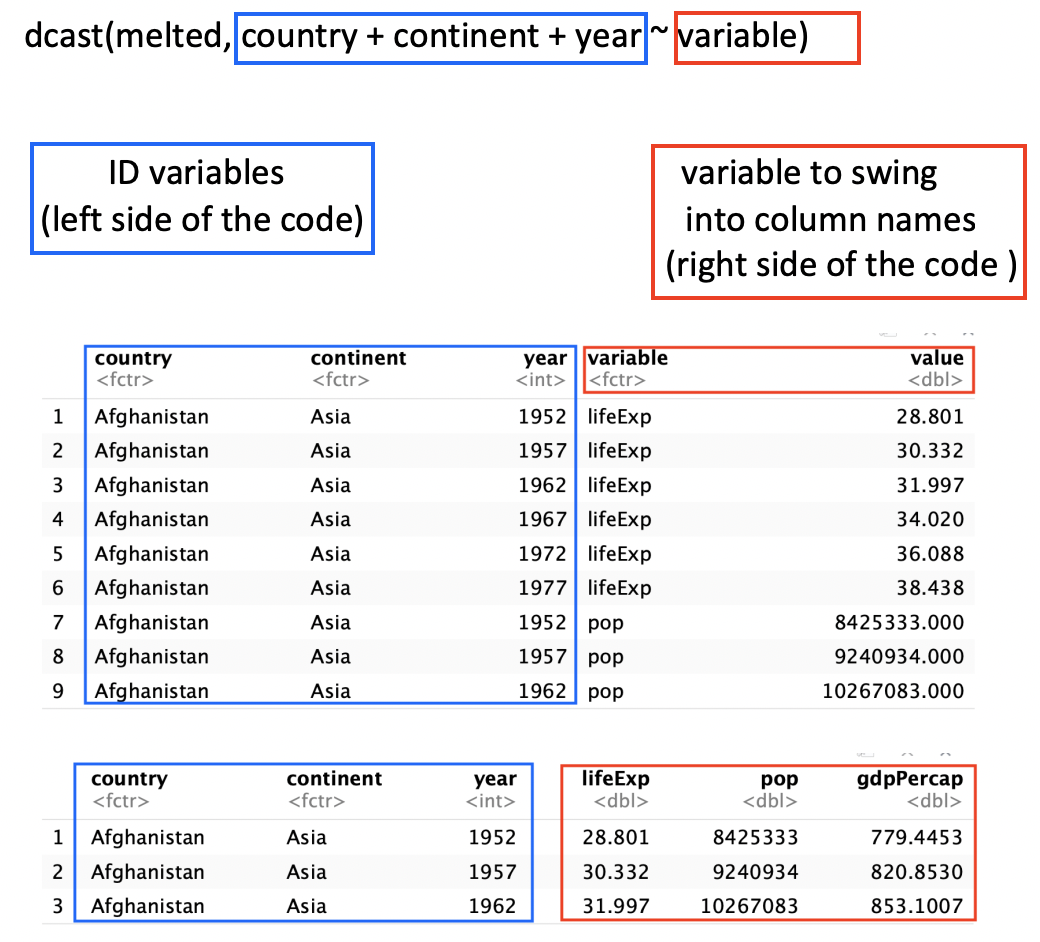 dcast(melted, country + continent + year ~ variable)
ID variables
(left side of the code)
variable to swing
into column names
(right side of the code )
country continent year variable value
<fctr> <fctr> <int> <fctr> <dbl>
1 Afghanistan Asia 1952 lifeExp 28.801
2 Afghanistan Asia 1957 lifeExp 30.332
3 Afghanistan Asia 1962 lifeExp 31.997
4 Afghanistan Asia 1967 lifeExp 34.020
5 Afghanistan Asia 1972 lifeExp 36.088
6 Afghanistan Asia 1977 lifeExp 38.438
7 Afghanistan Asia 1952 pop 8425333.000
8 Afghanistan Asia 1957 pop 9240934.000
9 Afghanistan Asia 1962 pop 10267083.000
country continent year lifeExp pop gdpPercap
<fctr> <fctr> <int> <dbl> <dbl> <dbl>
1 Afghanistan Asia 1952 28.801 8425333 779.4453
2 Afghanistan Asia 1957 30.332 9240934 820.8530
3 Afghanistan Asia 1962 31.997 10267083 853.1007